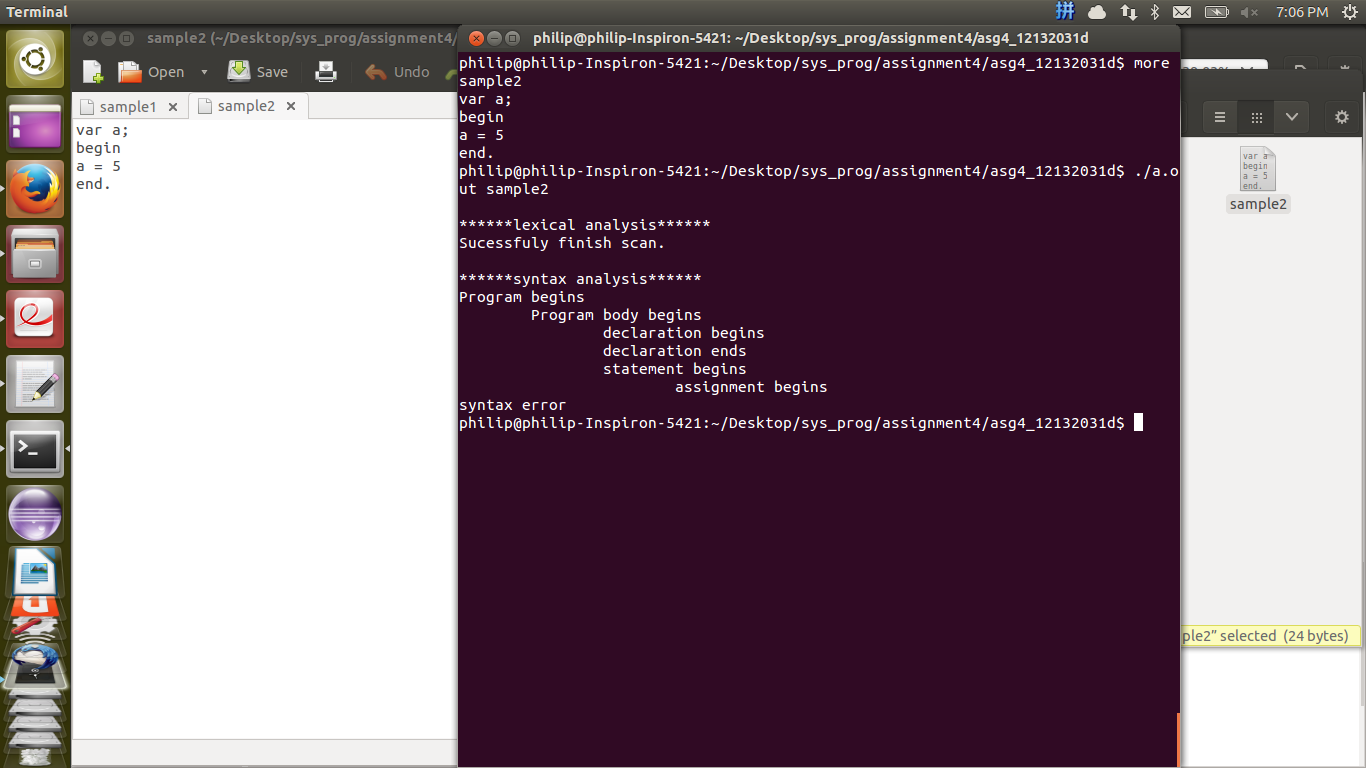 Terminal
拼
7:06 PM
sample2 (~/Desktop/sys_prog/assignment4/
Open
Save
Undo
sample1
sample2
var a;
begin
a = 5
end.
philip@philip-Inspiron-5421: ~/Desktop/sys_prog/assignment4/asg4_12132031d
philip@philip-Inspiron-5421:~/Desktop/sys_prog/assignment4/asg4_12132031d$ more
sample2
var a;
begin
a = 5
end.
philip@philip-Inspiron-5421:~/Desktop/sys_prog/assignment4/asg4_12132031d$ ./a.o
ut sample2
******lexical analysis******
Sucessfuly finish scan.
******syntax analysis******
Program begins
Program body begins
declaration begins
declaration ends
statement begins
assignment begins
syntax error
philip@philip-Inspiron-5421:~/Desktop/sys_prog/assignment4/asg4_12132031d$
var a
begin
a = 5
end.
sample2
ple2” selected (24 bytes)